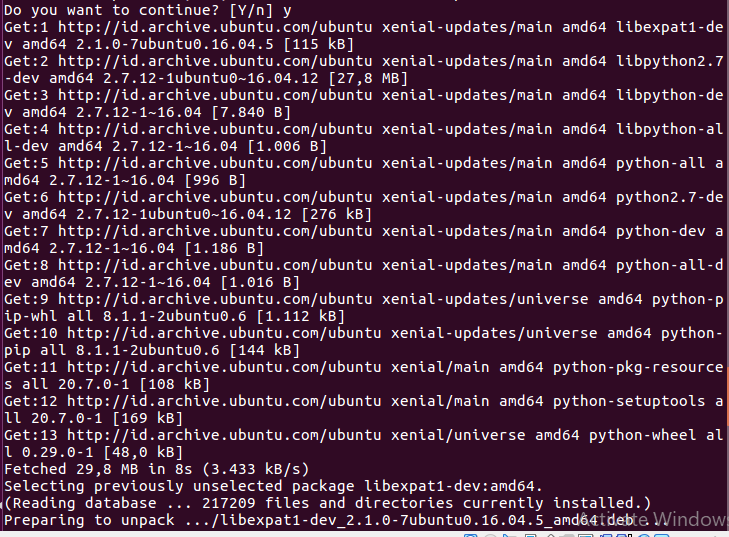 Do you want to continue? [Y/n] y
Get:1 http://id.archive.ubuntu.com/ubuntu xenial-updates/main amd64 libexpat1-de
v amd64 2.1.0-7ubuntu0.16.04.5 [115 kB]
Get:2 http://id.archive.ubuntu.com/ubuntu xenial-updates/main amd64 libpython2.7
-dev amd64 2.7.12-1ubuntu0~16.04.12 [27,8 MB]
Get:3 http://id.archive.ubuntu.com/ubuntu xenial-updates/main amd64 libpython-de
v amd64 2.7.12-1~16.04 [7.840 B]
Get:4 http://id.archive.ubuntu.com/ubuntu xenial-updates/main amd64 libpython-al
l-dev amd64 2.7.12-1~16.04 [1.006 B]
Get:5 http://id.archive.ubuntu.com/ubuntu xenial-updates/main amd64 python-all a
md64 2.7.12-1~16.04 [996 B]
Get:6 http://id.archive.ubuntu.com/ubuntu xenial-updates/main amd64 python2.7-de
v amd64 2.7.12-1ubuntu0~16.04.12 [276 kB]
Get:7 http://id.archive.ubuntu.com/ubuntu xenial-updates/main amd64 python-dev a
md64 2.7.12-1~16.04 [1.186 B]
Get:8 http://id.archive.ubuntu.com/ubuntu xenial-updates/main amd64 python-all-d
ev amd64 2.7.12-1~16.04 [1.016 B]
Get:9 http://id.archive.ubuntu.com/ubuntu xenial-updates/universe amd64 python-p
ip-whl all 8.1.1-2ubuntu0.6 [1.112 kB]
Get:10 http://id.archive.ubuntu.com/ubuntu xenial-updates/universe amd64 python-
pip all 8.1.1-2ubuntu0.6 [144 kB]
Get:11 http://id.archive.ubuntu.com/ubuntu xenial/main amd64 python-pkg-resource
s all 20.7.0-1 [108 kB]
Get:12 http://id.archive.ubuntu.com/ubuntu xenial/main amd64 python-setuptools a
ll 20.7.0-1 [169 kB]
Get:13 http://id.archive.ubuntu.com/ubuntu xenial/universe amd64 python-wheel al
l 0.29.0-1 [48,0 kB]
Fetched 29,8 MB in 8s (3.433 kB/s)
Selecting previously unselected package libexpat1-dev:amd64.
(Reading database ... 217209 files and directories currently installed.)
Preparing to unpack .../libexpat1-dev_2.1.0-7ubuntu0.16.04.5_amd64.deb ...
Activate Windows